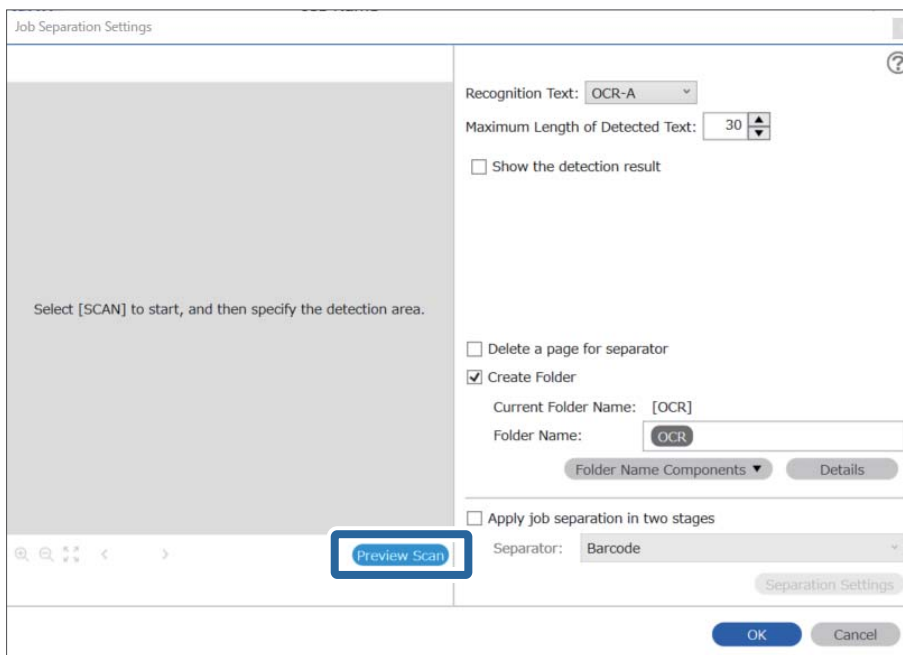 Job Separation Settings
Recognition Text: OCR-A
Maximum Length of Detected Text: 30
Show the detection result
Select [SCAN] to start, and then specify the detection area.
Delete a page for separator
Create Folder
Current Folder Name: [OCR]
Folder Name: OCR
Folder Name Components ▼ Details
Apply job separation in two stages
Preview Scan
Separator: Barcode
Separation Settings
OK Cancel